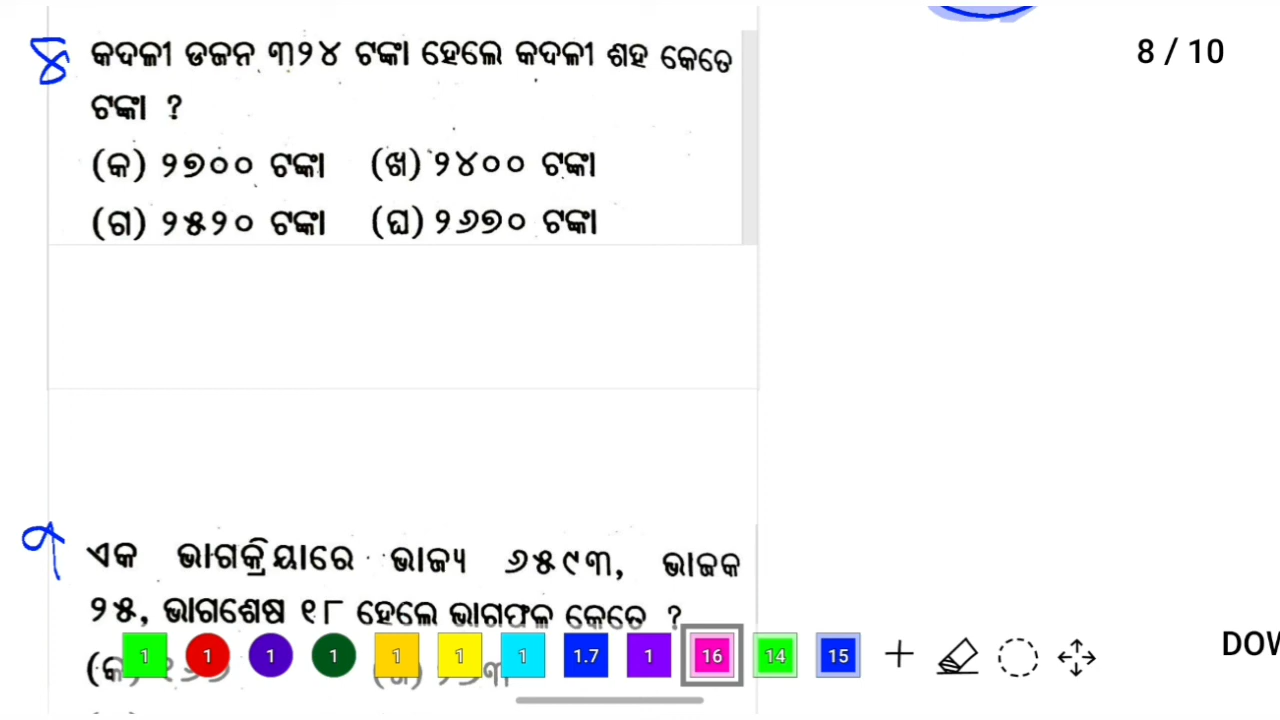 8 / 10
୪ କଦଳୀ ଡଜନ ୩୨୪ ଟଙ୍କା ହେଲେ କଦଳୀ ଶହ କେତେ
ଟଙ୍କା ?
(କ) ୨୭୦୦ ଟଙ୍କା (ଖ) ୨୪୦୦ ଟଙ୍କା
(ଗ) ୨୫୨୦ ଟଙ୍କା (ଘ) ୨୬୭୦ ଟଙ୍କା
ଏକ ଭାଗକ୍ରିୟାରେ ଭାଜ୍ୟ ୬୫୯୩, ଭାଜକ
୨୫, ଭାଗଶେଷ ୧୮ ହେଲେ ଭାଗଫଳ କେତେ ?
1 1 1 1 1 1 1 1.7 1 16 14 15
DOW